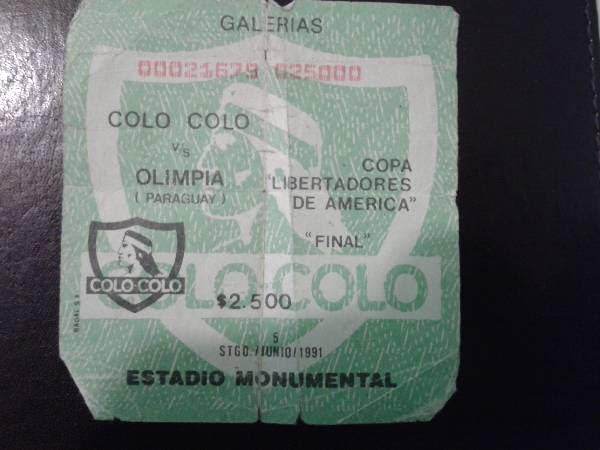 GALERIAS
00021679 025000
COLO COLO
vs
OLIMPIA
( PARAGUAY )
COPA
"LIBERTADORES
DE AMERICA"
"FINAL"
COLO-COLO
COLO-COLO
$2.500
5
STGO./JUNIO/1991
ESTADIO MONUMENTAL